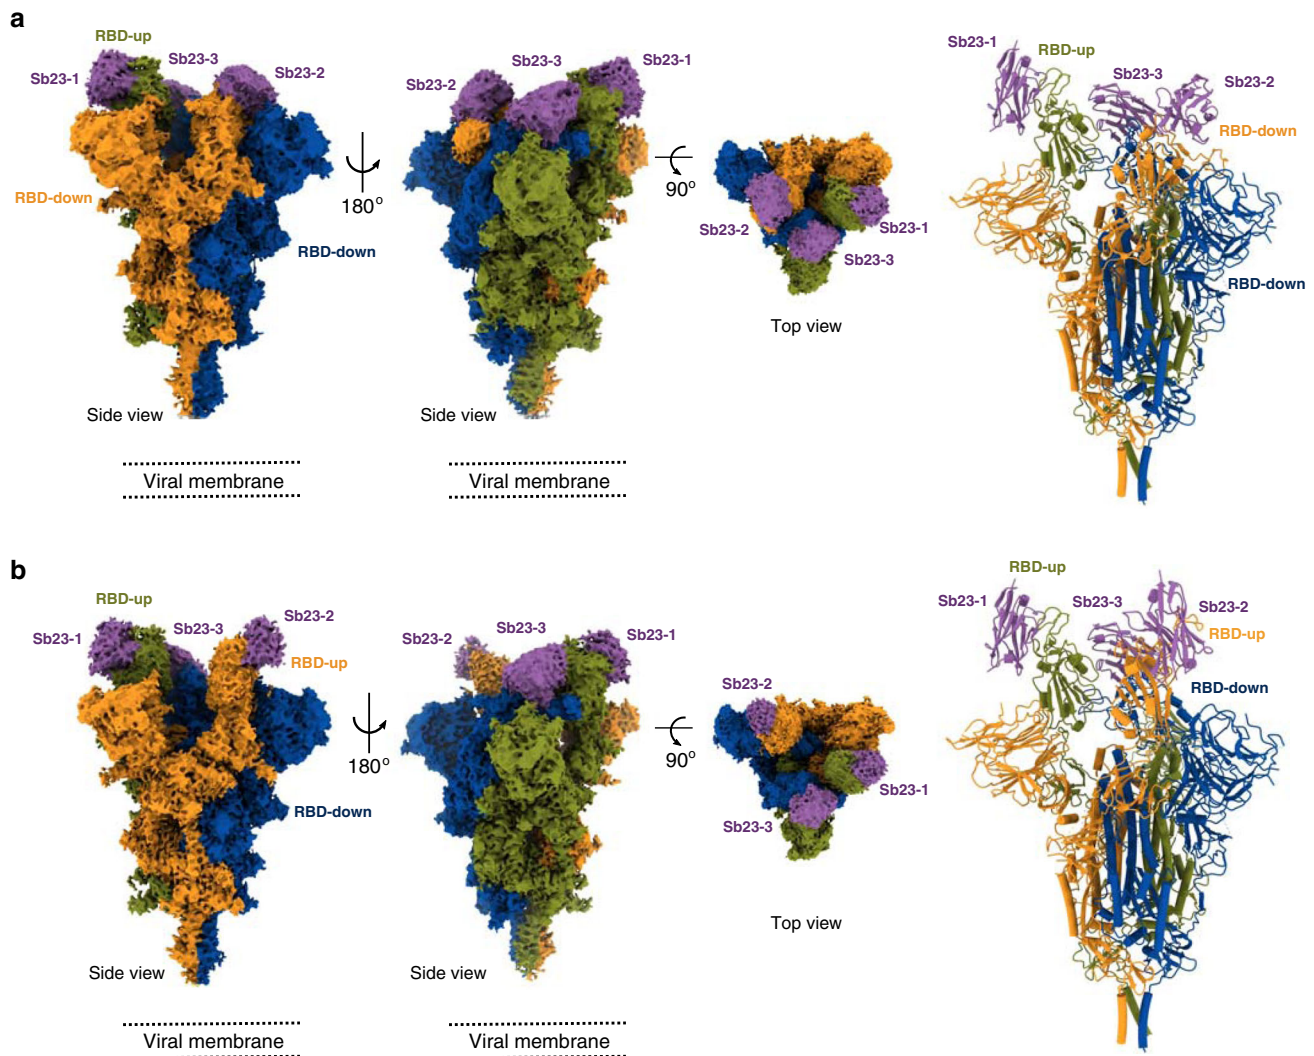 a
RBD-up
Sb23-1
Sb23-3
Sb23-2
RBD-down
RBD-down
Side view
Viral membrane
180°
Sb23-2
Sb23-3
Sb23-1
Side view
Viral membrane
90°
Sb23-2
Sb23-1
Sb23-3
Top view
Sb23-1
RBD-up
Sb23-3
Sb23-2
RBD-down
RBD-down
b
RBD-up
Sb23-1
Sb23-3
Sb23-2
RBD-up
RBD-down
Side view
Viral membrane
180°
Sb23-2
Sb23-3
Sb23-1
Side view
Viral membrane
90°
Sb23-2
Sb23-1
Sb23-3
Top view
RBD-up
Sb23-1
Sb23-3
Sb23-2
RBD-up
RBD-down